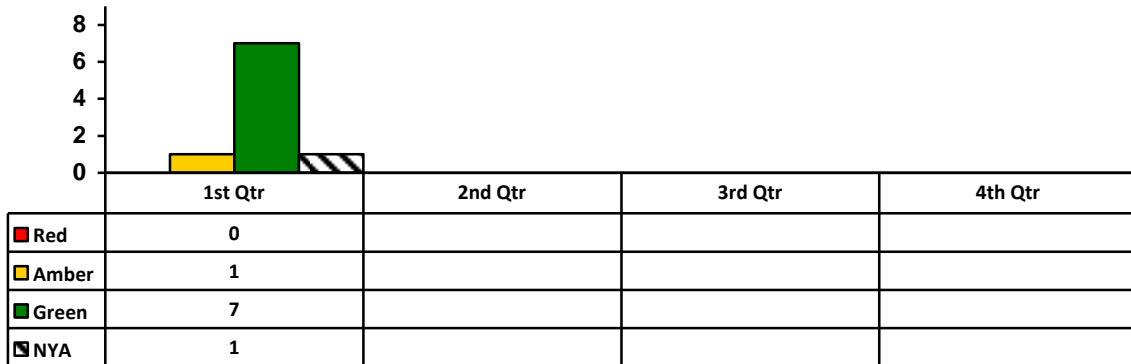 8
6
4
2
0
1st Qtr 2nd Qtr 3rd Qtr 4th Qtr
Red 0
Amber 1
Green 7
NYA 1